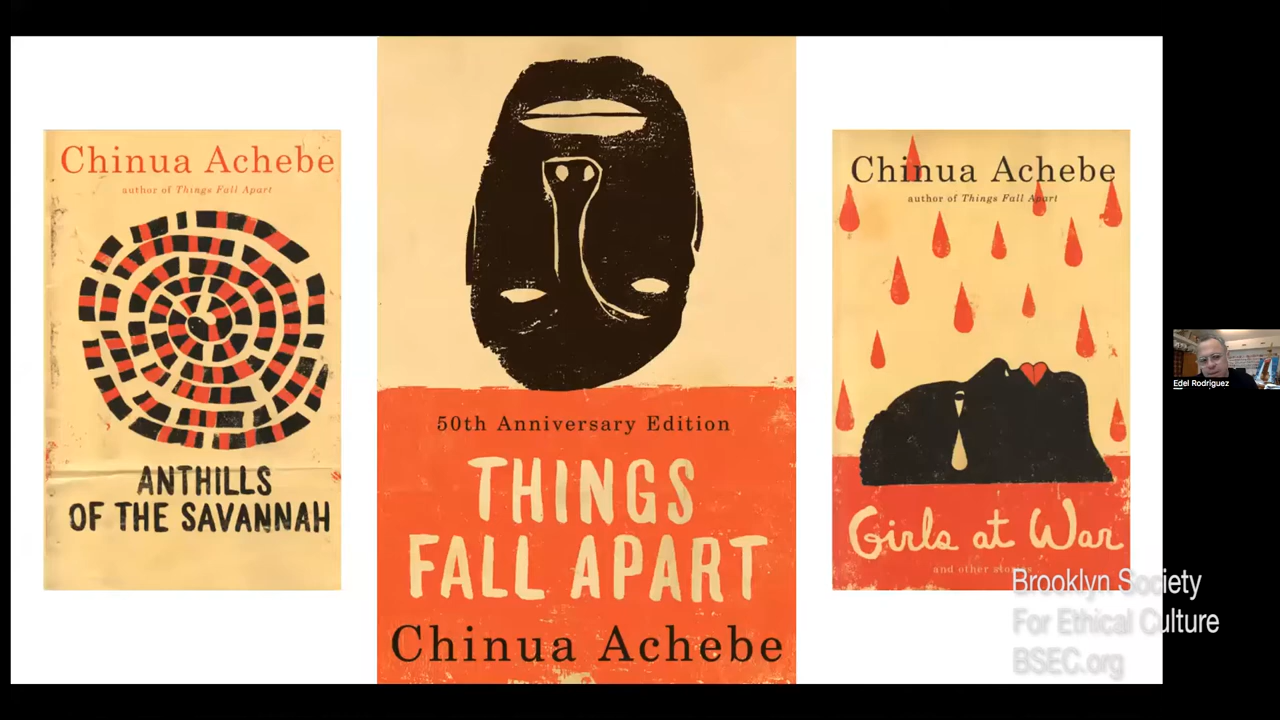 Chinua Achebe
author of Things Fall Apart
ANTHILLS
OF THE SAVANNAH
50th Anniversary Edition
THINGS
FALL APART
Chinua Achebe
Chinua Achebe
author of Things Fall Apart
Girls at War
and other stories
Brooklyn Society
For Ethical Culture
BSEC.org
Edel Rodriguez